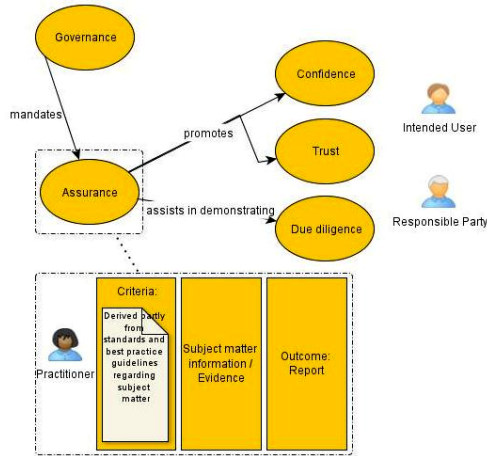 Governance
mandates
Confidence
promotes
Trust
Intended User
Assurance
assists in demonstrating
Due diligence
Responsible Party
Practitioner
Criteria:
Derived partly
from
standards and
best practice
guidelines
regarding
subject
matter
Subject matter
information /
Evidence
Outcome:
Report